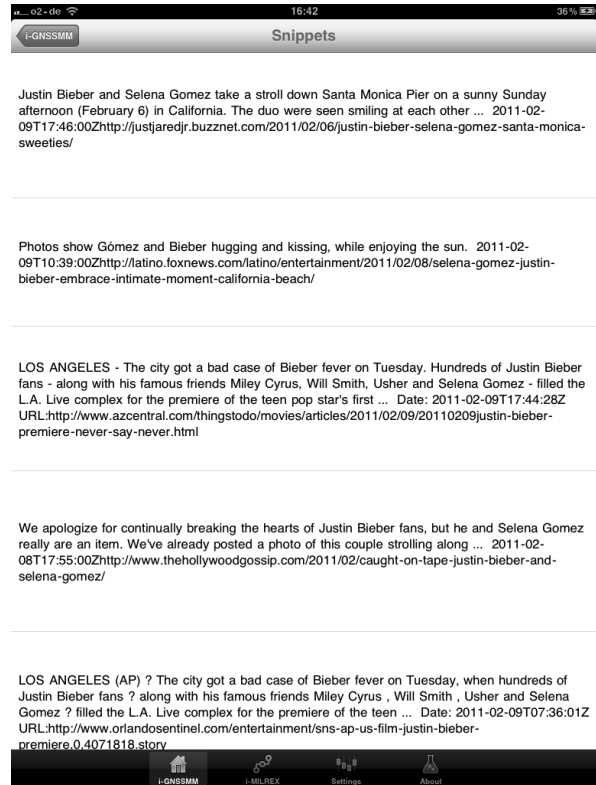 o2-de 16:42 36%
i-GNSSMM Snippets
Justin Bieber and Selena Gomez take a stroll down Santa Monica Pier on a sunny Sunday
afternoon (February 6) in California. The duo were seen smiling at each other ... 2011-02-
09T17:46:00Zhttp://justjaredjr.buzznet.com/2011/02/06/justin-bieber-selena-gomez-santa-monica-
sweeties/
Photos show Gómez and Bieber hugging and kissing, while enjoying the sun. 2011-02-
09T10:39:00Zhttp://latino.foxnews.com/latino/entertainment/2011/02/08/selena-gomez-justin-
bieber-embrace-intimate-moment-california-beach/
LOS ANGELES - The city got a bad case of Bieber fever on Tuesday. Hundreds of Justin Bieber
fans - along with his famous friends Miley Cyrus, Will Smith, Usher and Selena Gomez - filled the
L.A. Live complex for the premiere of the teen pop star's first ... Date: 2011-02-09T17:44:28Z
URL:http://www.azcentral.com/thingstodo/movies/articles/2011/02/09/20110209justin-bieber-
premiere-never-say-never.html
We apologize for continually breaking the hearts of Justin Bieber fans, but he and Selena Gomez
really are an item. We've already posted a photo of this couple strolling along ... 2011-02-
08T17:55:00Zhttp://www.thehollywoodgossip.com/2011/02/caught-on-tape-justin-bieber-and-
selena-gomez/
LOS ANGELES (AP) ? The city got a bad case of Bieber fever on Tuesday, when hundreds of
Justin Bieber fans ? along with his famous friends Miley Cyrus , Will Smith , Usher and Selena
Gomez ? filled the L.A. Live complex for the premiere of the teen ... Date: 2011-02-09T07:36:01Z
URL:http://www.orlandosentinel.com/entertainment/sns-ap-us-film-justin-bieber-
premiere,0,4071818.story
i-GNSSMM i-MILREX Settings About